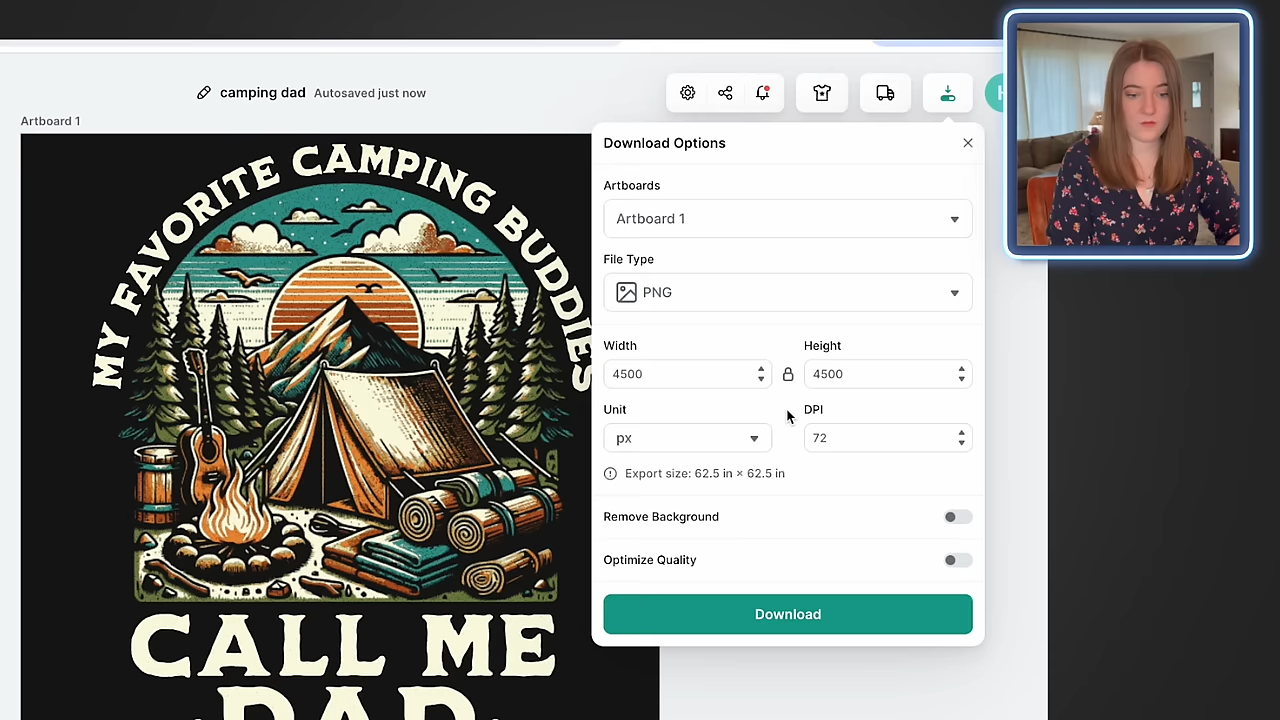 camping dad Autosaved just now
H
Artboard 1
MY FAVORITE CAMPING BUDDIES
CALL ME
DAD
Download Options
Artboards
Artboard 1
File Type
PNG
Width Height
4500 4500
Unit DPI
px 72
Export size: 62.5 in × 62.5 in
Remove Background
Optimize Quality
Download